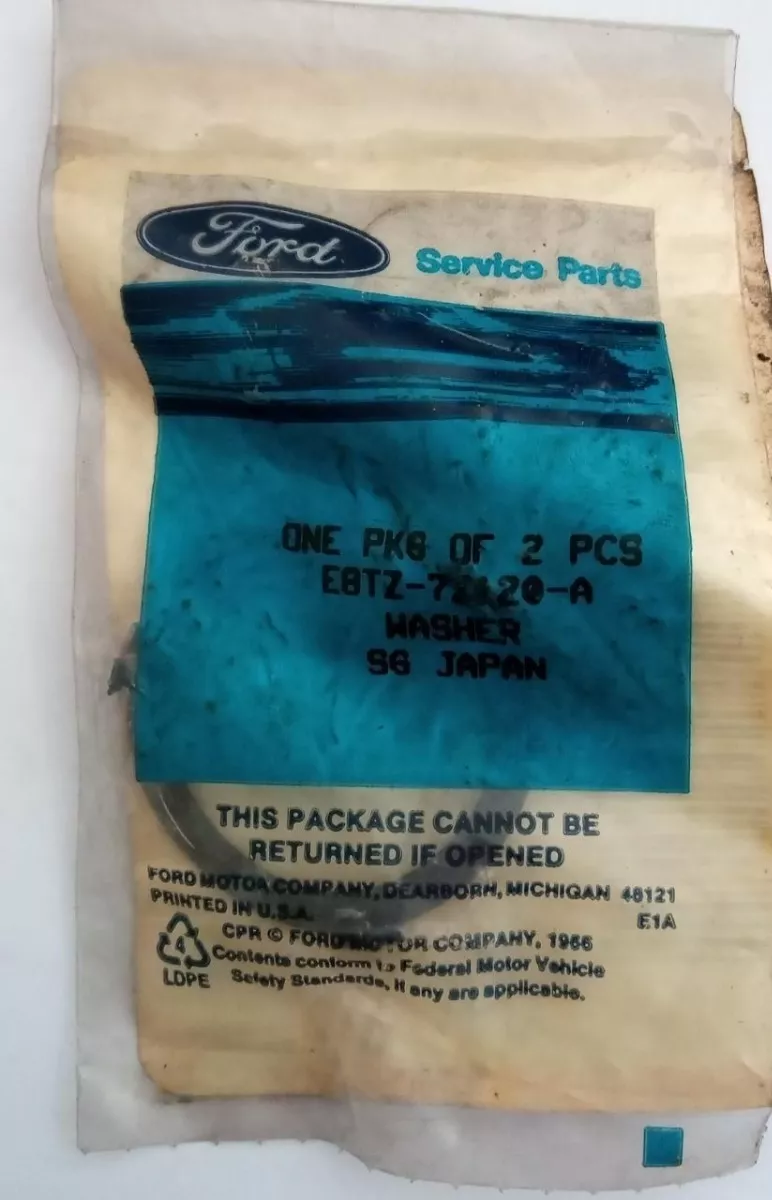 Ford
Service Parts
ONE PKG OF 2 PCS
WASHER
SG JAPAN
THIS PACKAGE CANNOT BE
RETURNED IF OPENED
FORD MOTOR COMPANY, DEARBORN, MICHIGAN 48121
PRINTED IN U.S.A. E1A
CPR © FORD MOTOR COMPANY, 1966
4
Contents conform to Federal Motor Vehicle
LDPE
Safety Standards, if any are applicable.